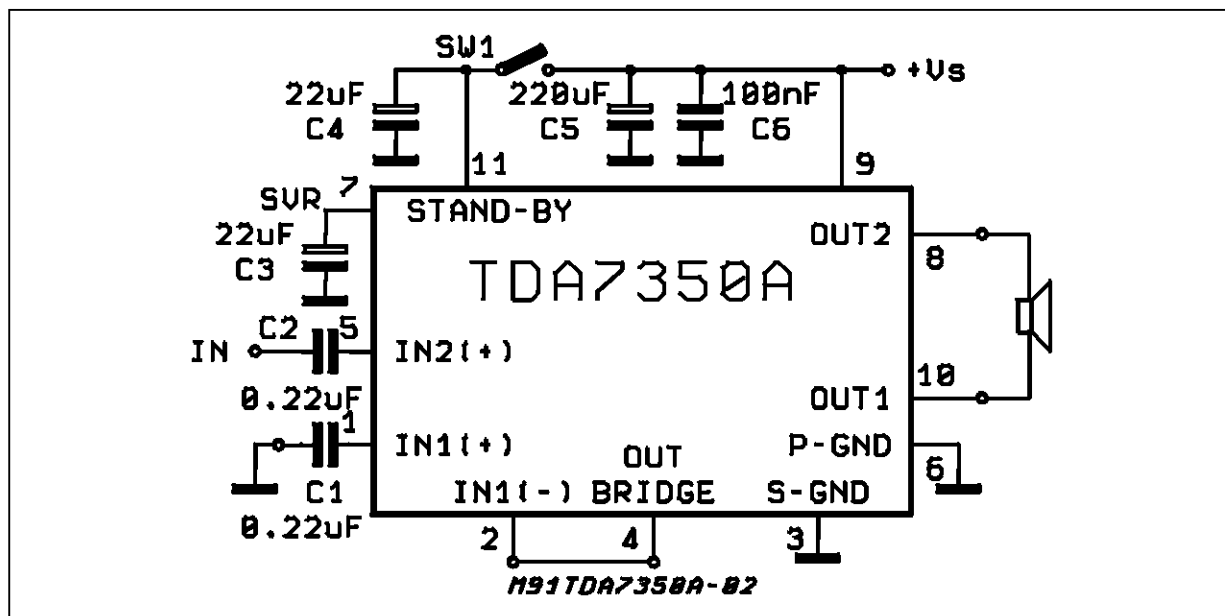 SW1
+Vs
22uF
C4
220uF
C5
100nF
C6
11
9
7
SVR
STAND-BY
22uF
C3
OUT2
8
TDA7350A
C2
5
IN
IN2(+)
0.22uF
10
OUT1
1
IN1(+)
P-GND
6
C1
0.22uF
OUT
IN1(-) BRIDGE
S-GND
2
4
3
M91TDA7350A-02